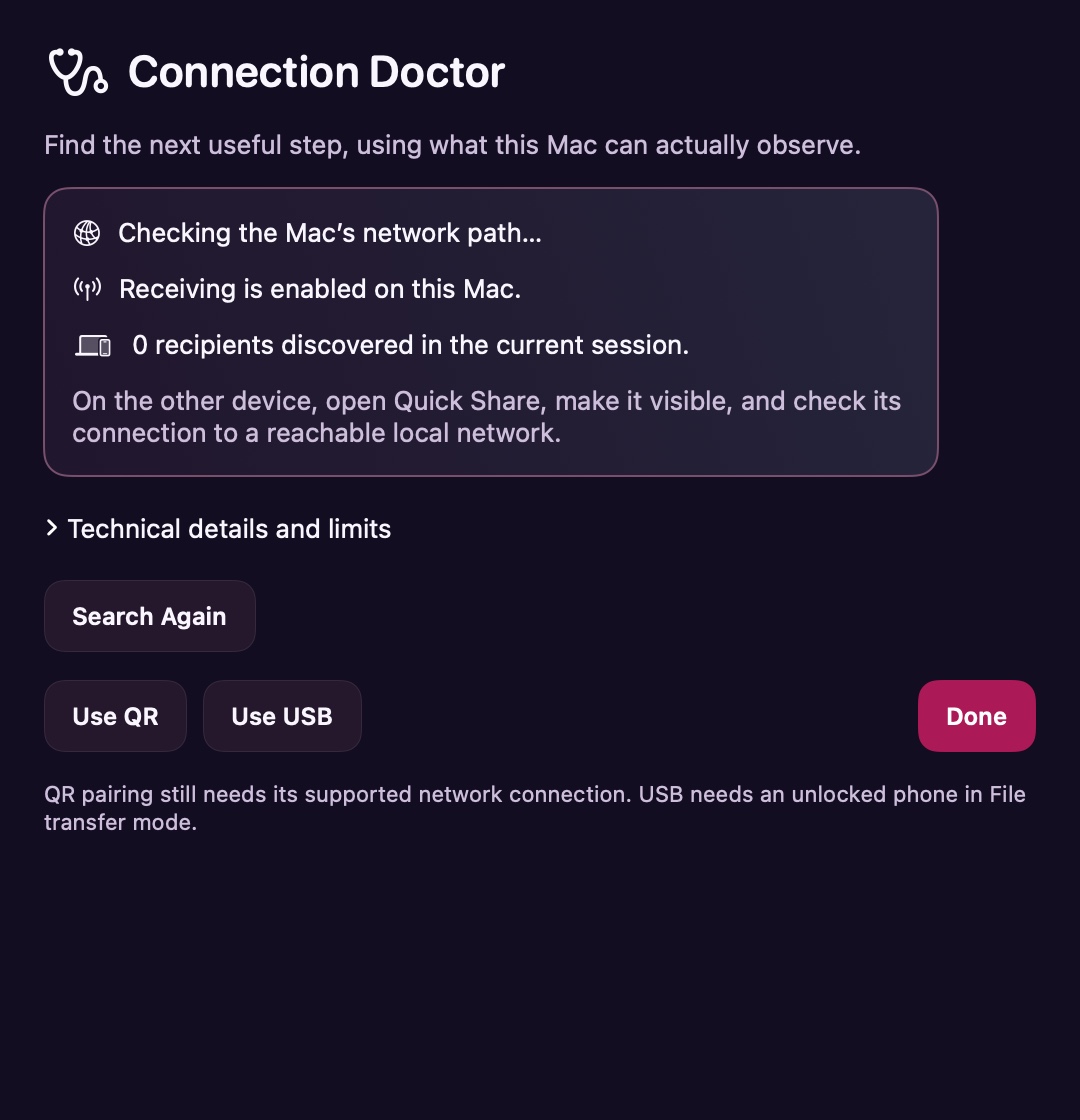 Connection Doctor
Find the next useful step, using what this Mac can actually observe.
Checking the Mac’s network path...
Receiving is enabled on this Mac.
0 recipients discovered in the current session.
On the other device, open Quick Share, make it visible, and check its
connection to a reachable local network.
Technical details and limits
Search Again
Use QR
Use USB
Done
QR pairing still needs its supported network connection. USB needs an unlocked phone in File
transfer mode.